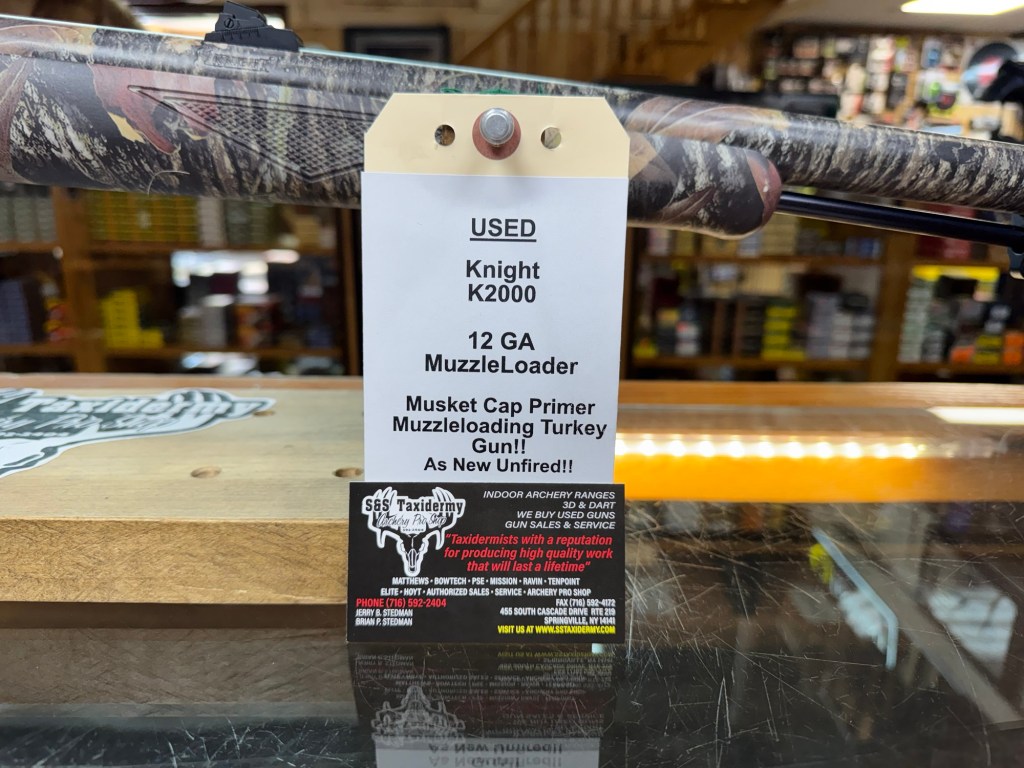 USED
Knight
K2000
12 GA
MuzzleLoader
Musket Cap Primer
Muzzleloading Turkey
Gun!!
As New Unfired!!
S&S Taxidermy
Archery Pro Shop
INDOOR ARCHERY RANGES
3D & DART
WE BUY USED GUNS
GUN SALES & SERVICE
"Taxidermists with a reputation
for producing high quality work
that will last a lifetime"
MATTHEWS • BOWTECH • PSE • MISSION • RAVIN • TENPOINT
ELITE • HOYT • AUTHORIZED SALES • SERVICE • ARCHERY PRO SHOP
PHONE (716) 592-2404
JERRY B. STEDMAN
BRIAN P. STEDMAN
FAX (716) 592-4172
455 SOUTH CASCADE DRIVE RTE 219
SPRINGVILLE, NY 14141
VISIT US AT WWW.SSTAXIDERMY.COM
Taxidermy
As New Unfired!!